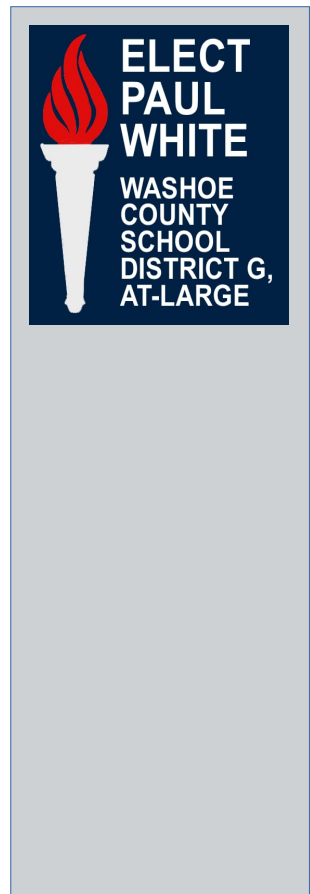 ELECT
PAUL
WHITE
WASHOE
COUNTY
SCHOOL
DISTRICT G,
AT-LARGE